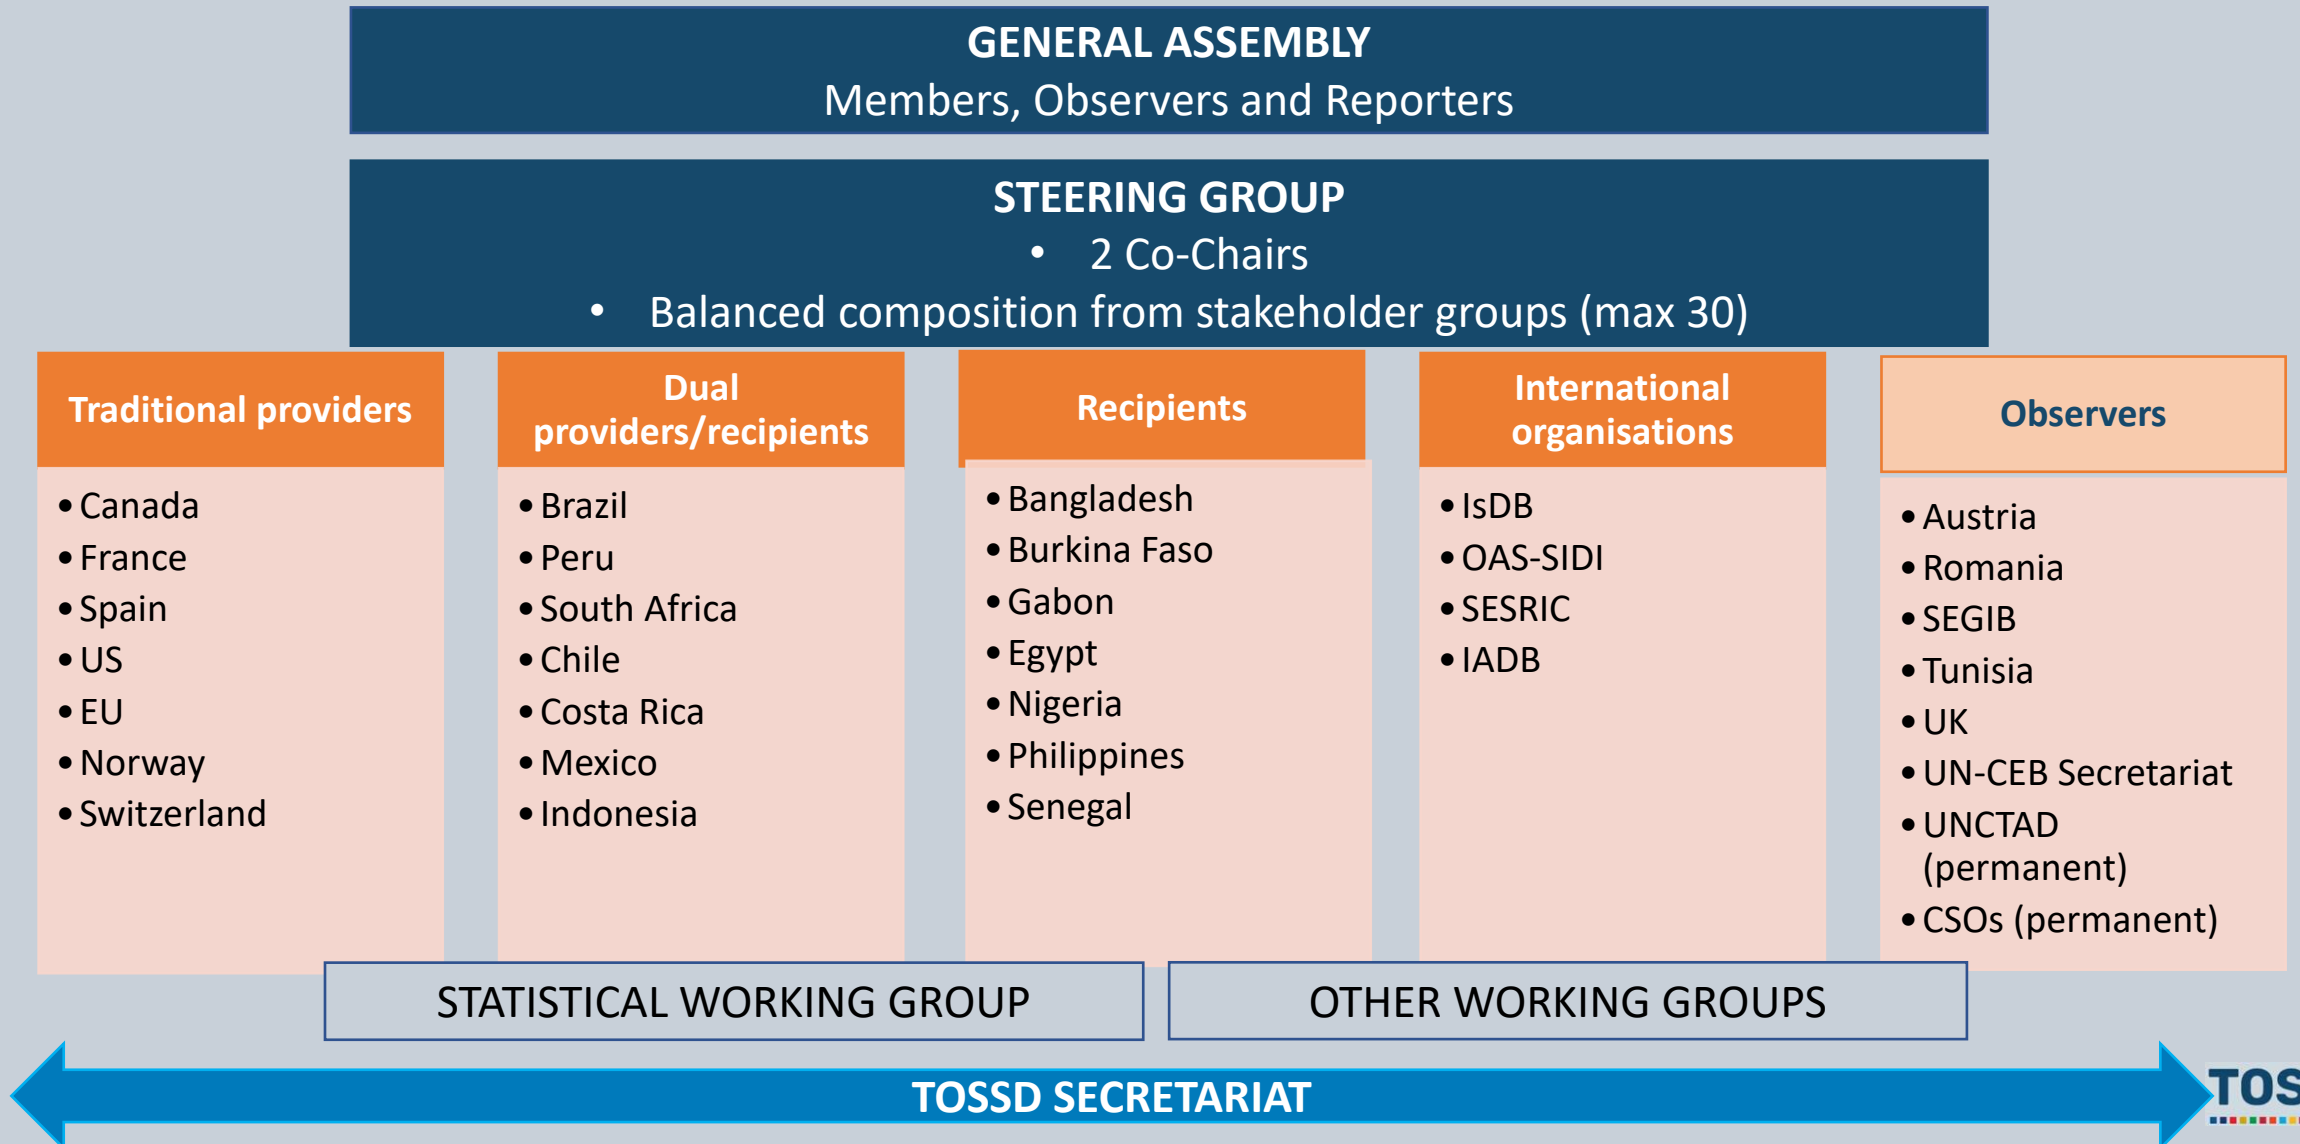 GENERAL ASSEMBLY
Members, Observers and Reporters
STEERING GROUP
• 2 Co-Chairs
• Balanced composition from stakeholder groups (max 30)
Traditional providers
• Canada
• France
• Spain
• US
• EU
• Norway
• Switzerland
Dual
providers/recipients
• Brazil
• Peru
• South Africa
• Chile
• Costa Rica
• Mexico
• Indonesia
Recipients
• Bangladesh
• Burkina Faso
• Gabon
• Egypt
• Nigeria
• Philippines
• Senegal
International
organisations
• IsDB
• OAS-SIDI
• SESRIC
• IADB
Observers
• Austria
• Romania
• SEGIB
• Tunisia
• UK
• UN-CEB Secretariat
• UNCTAD
(permanent)
• CSOs (permanent)
STATISTICAL WORKING GROUP
OTHER WORKING GROUPS
TOSSD SECRETARIAT
TOS